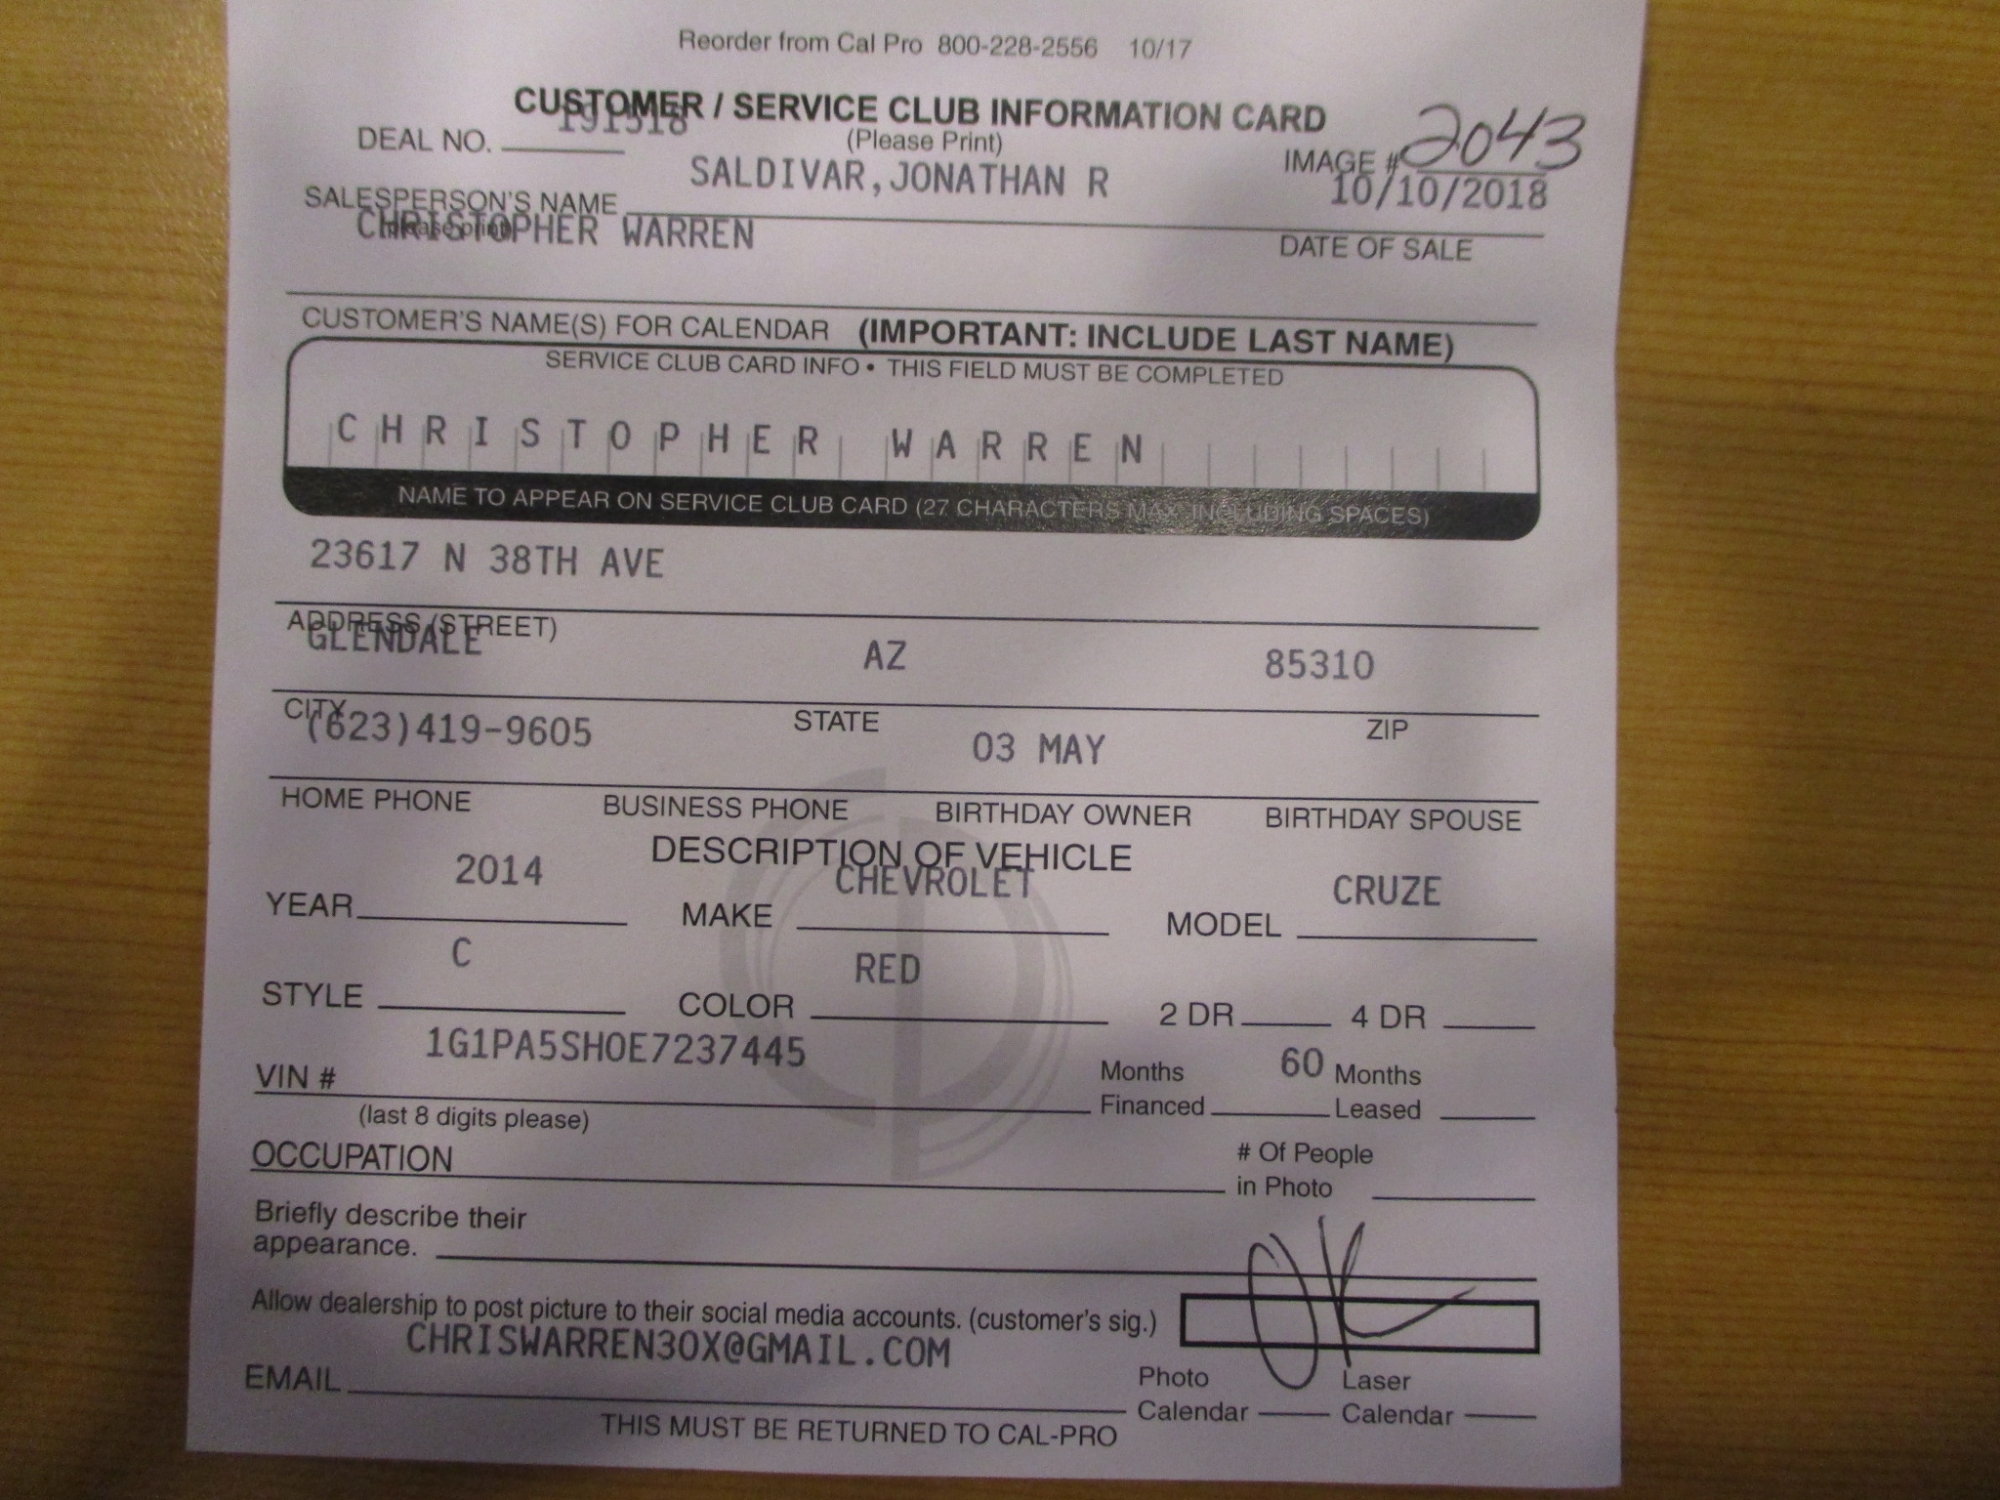 Reorder from Cal Pro 800-228-2556 10/17
CUSTOMER / SERVICE CLUB INFORMATION CARD
DEAL NO. 191518 (Please Print) IMAGE # 2043
SALESPERSON'S NAME SALDIVAR,JONATHAN R 10/10/2018
(please print) DATE OF SALE
CHRISTOPHER WARREN
CUSTOMER'S NAME(S) FOR CALENDAR (IMPORTANT: INCLUDE LAST NAME)
SERVICE CLUB CARD INFO • THIS FIELD MUST BE COMPLETED
CHRISTOPHER WARREN
NAME TO APPEAR ON SERVICE CLUB CARD (27 CHARACTERS MAX. INCLUDING SPACES)
23617 N 38TH AVE
ADDRESS (STREET)
GLENDALE AZ 85310
CITY STATE ZIP
(623)419-9605 03 MAY
HOME PHONE BUSINESS PHONE BIRTHDAY OWNER BIRTHDAY SPOUSE
DESCRIPTION OF VEHICLE
YEAR 2014 MAKE CHEVROLET MODEL CRUZE
STYLE C COLOR RED 2 DR 4 DR
VIN # 1G1PA5SH0E7237445 Months Financed 60 Months Leased
(last 8 digits please)
OCCUPATION # Of People in Photo
Briefly describe their
appearance.
Allow dealership to post picture to their social media accounts. (customer's sig.)
EMAIL CHRISWARREN30X@GMAIL.COM Photo Calendar Laser Calendar
THIS MUST BE RETURNED TO CAL-PRO